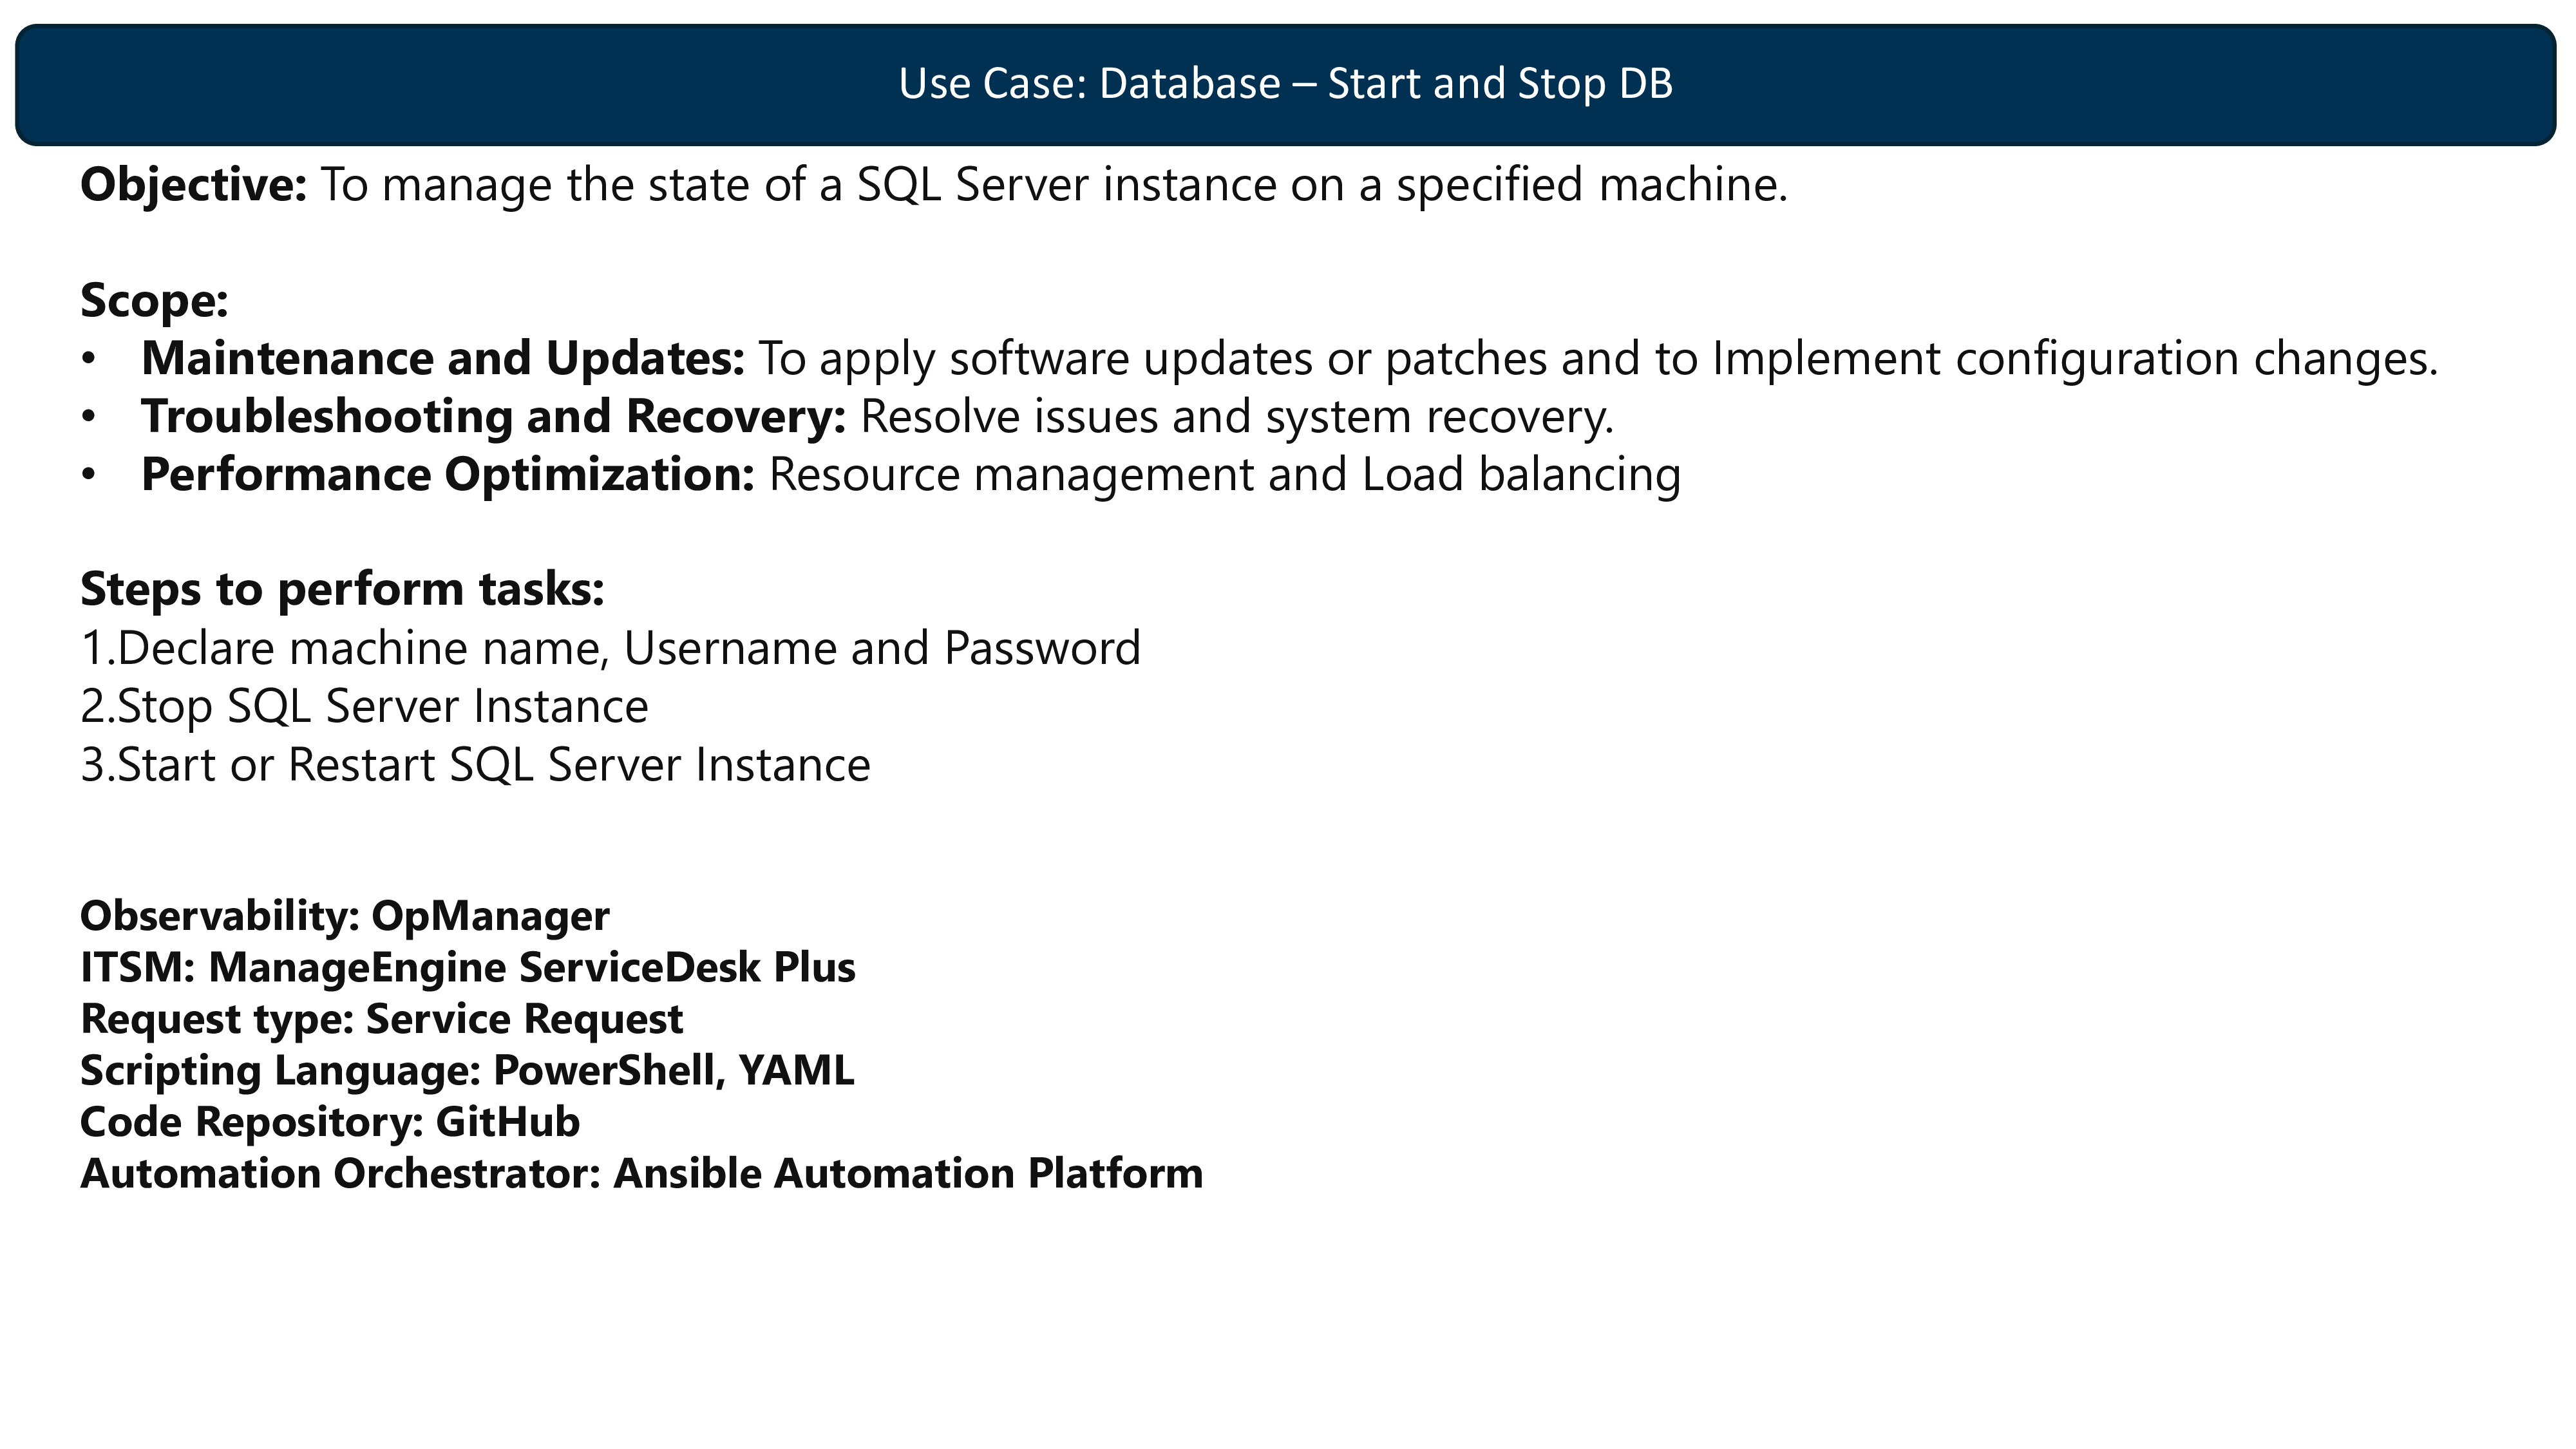 Use Case: Database – Start and Stop DB
Objective: To manage the state of a SQL Server instance on a specified machine.
Scope:
• Maintenance and Updates: To apply software updates or patches and to Implement configuration changes.
• Troubleshooting and Recovery: Resolve issues and system recovery.
• Performance Optimization: Resource management and Load balancing
Steps to perform tasks:
1.Declare machine name, Username and Password
2.Stop SQL Server Instance
3.Start or Restart SQL Server Instance
Observability: OpManager
ITSM: ManageEngine ServiceDesk Plus
Request type: Service Request
Scripting Language: PowerShell, YAML
Code Repository: GitHub
Automation Orchestrator: Ansible Automation Platform